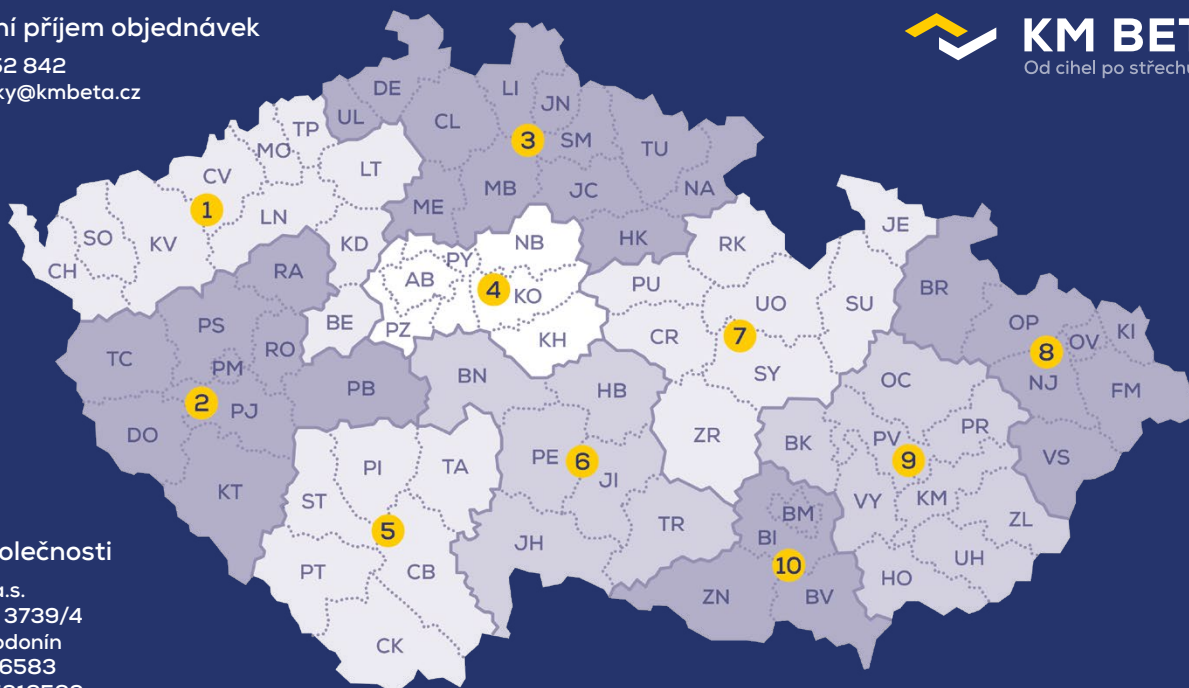 ní příjem objednávek
52 842
ky@kmbeta.cz
KM BET
Od cihel po střechu
DE
LI
JN
UL
CL
3
SM
TP
MO
TU
LT
CV
MB
JC
NA
1
LN
ME
SO
KV
KD
NB
HK
RK
JE
CH
RA
PY
AB
4
KO
PU
UO
SU
BR
PS
BE
PZ
KH
CR
7
OP
OV
KI
TC
RO
PM
8
PB
BN
HB
SY
OC
NJ
FM
2
PJ
DO
ZR
BK
PV
PR
PI
TA
PE
6
9
VS
KT
ST
JI
VY
KM
TR
BM
ZL
5
JH
BI
UH
PT
CB
10
HO
ZN
BV
CK
olečnosti
a.s.
3739/4
odonín
6583